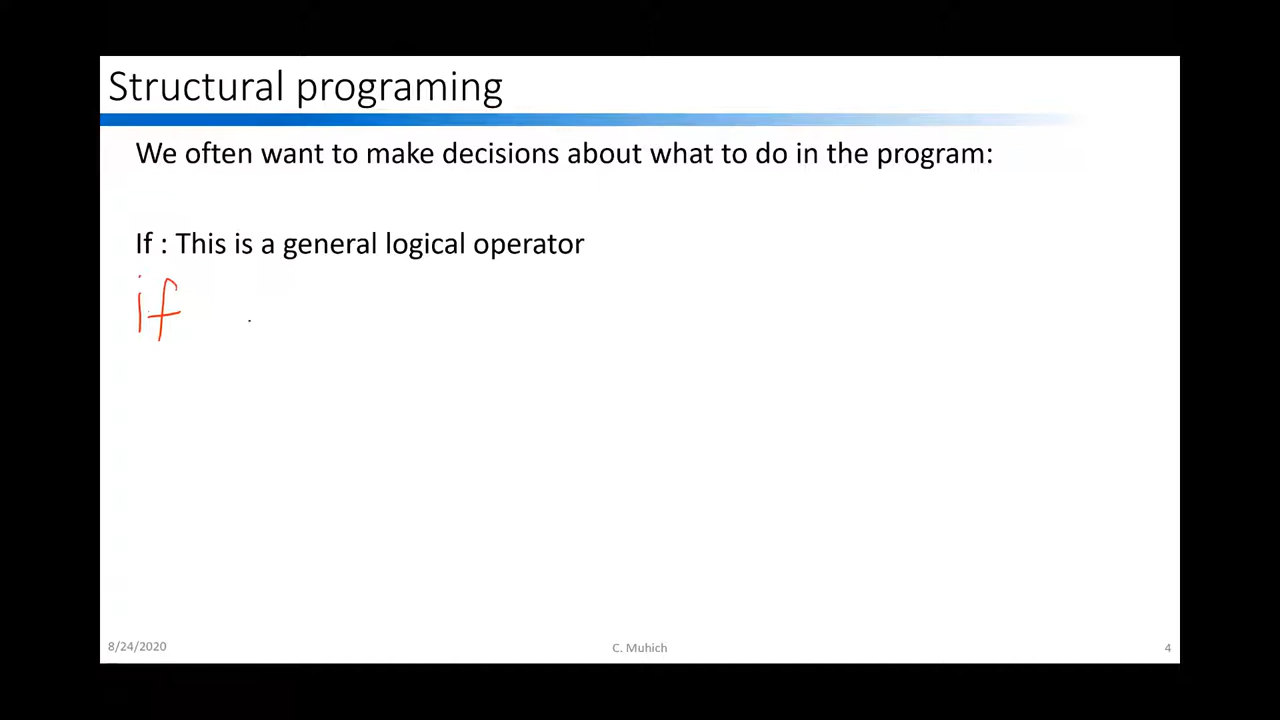 Structural programing
We often want to make decisions about what to do in the program:
If : This is a general logical operator
if
8/24/2020
C. Muhich
4